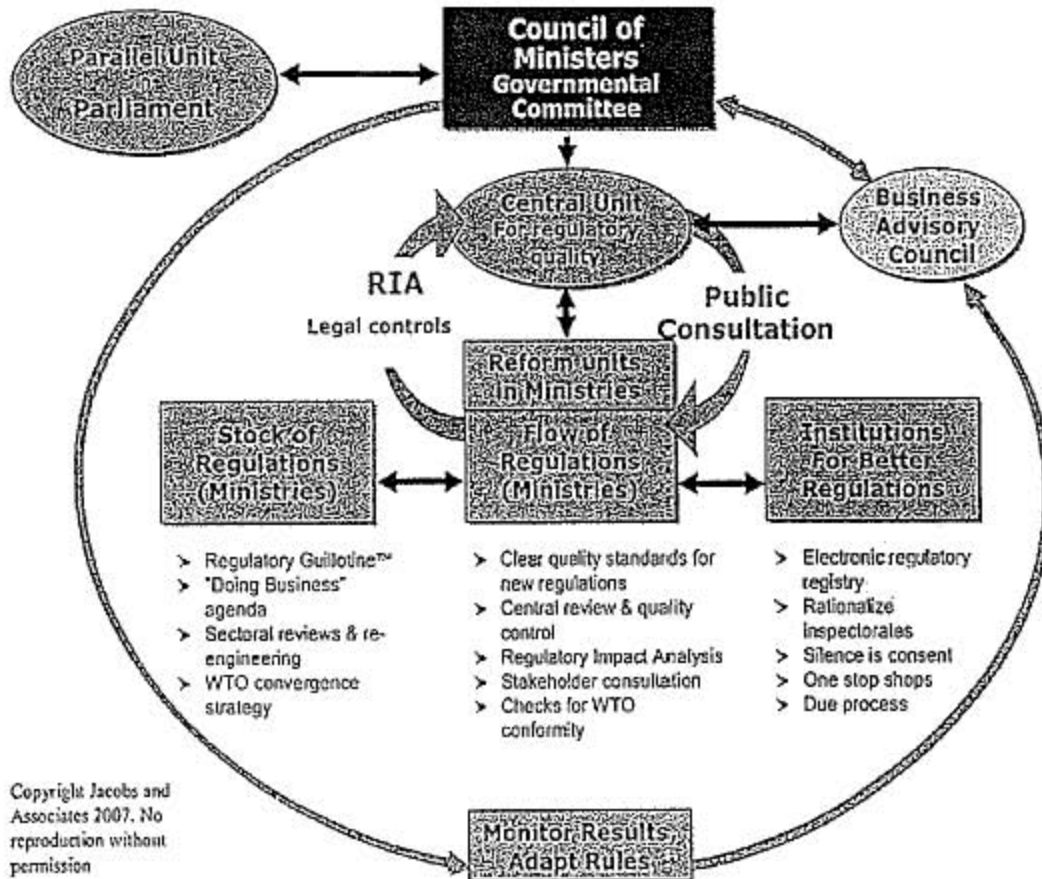 Parallel Unit
n
Parliament
Council of
Ministers
Governmental
Committee
Central Unit
For regulatory
quality
Business
Advisory
Council
RIA
Legal controls
Public
Consultation
Reform units
in Ministries
Stock of
Regulations
(Ministries)
Flow of
Regulations
(Ministries)
Institutions
For Better
Regulations
➢ Regulatory Guillotine™
➢ "Doing Business"
agenda
➢ Sectoral reviews & re-
engineering
➢ WTO convergence
strategy
➢ Clear quality standards for
new regulations
➢ Central review & quality
control
➢ Regulatory Impact Analysis
➢ Stakeholder consultation
➢ Checks for WTO
conformity
➢ Electronic regulatory
registry
➢ Rationalize
inspectorales
➢ Silence is consent
➢ One stop shops
➢ Due process
Copyright Jacobs and
Associates 2007. No
reproduction without
permission
Monitor Results,
Adapt Rules